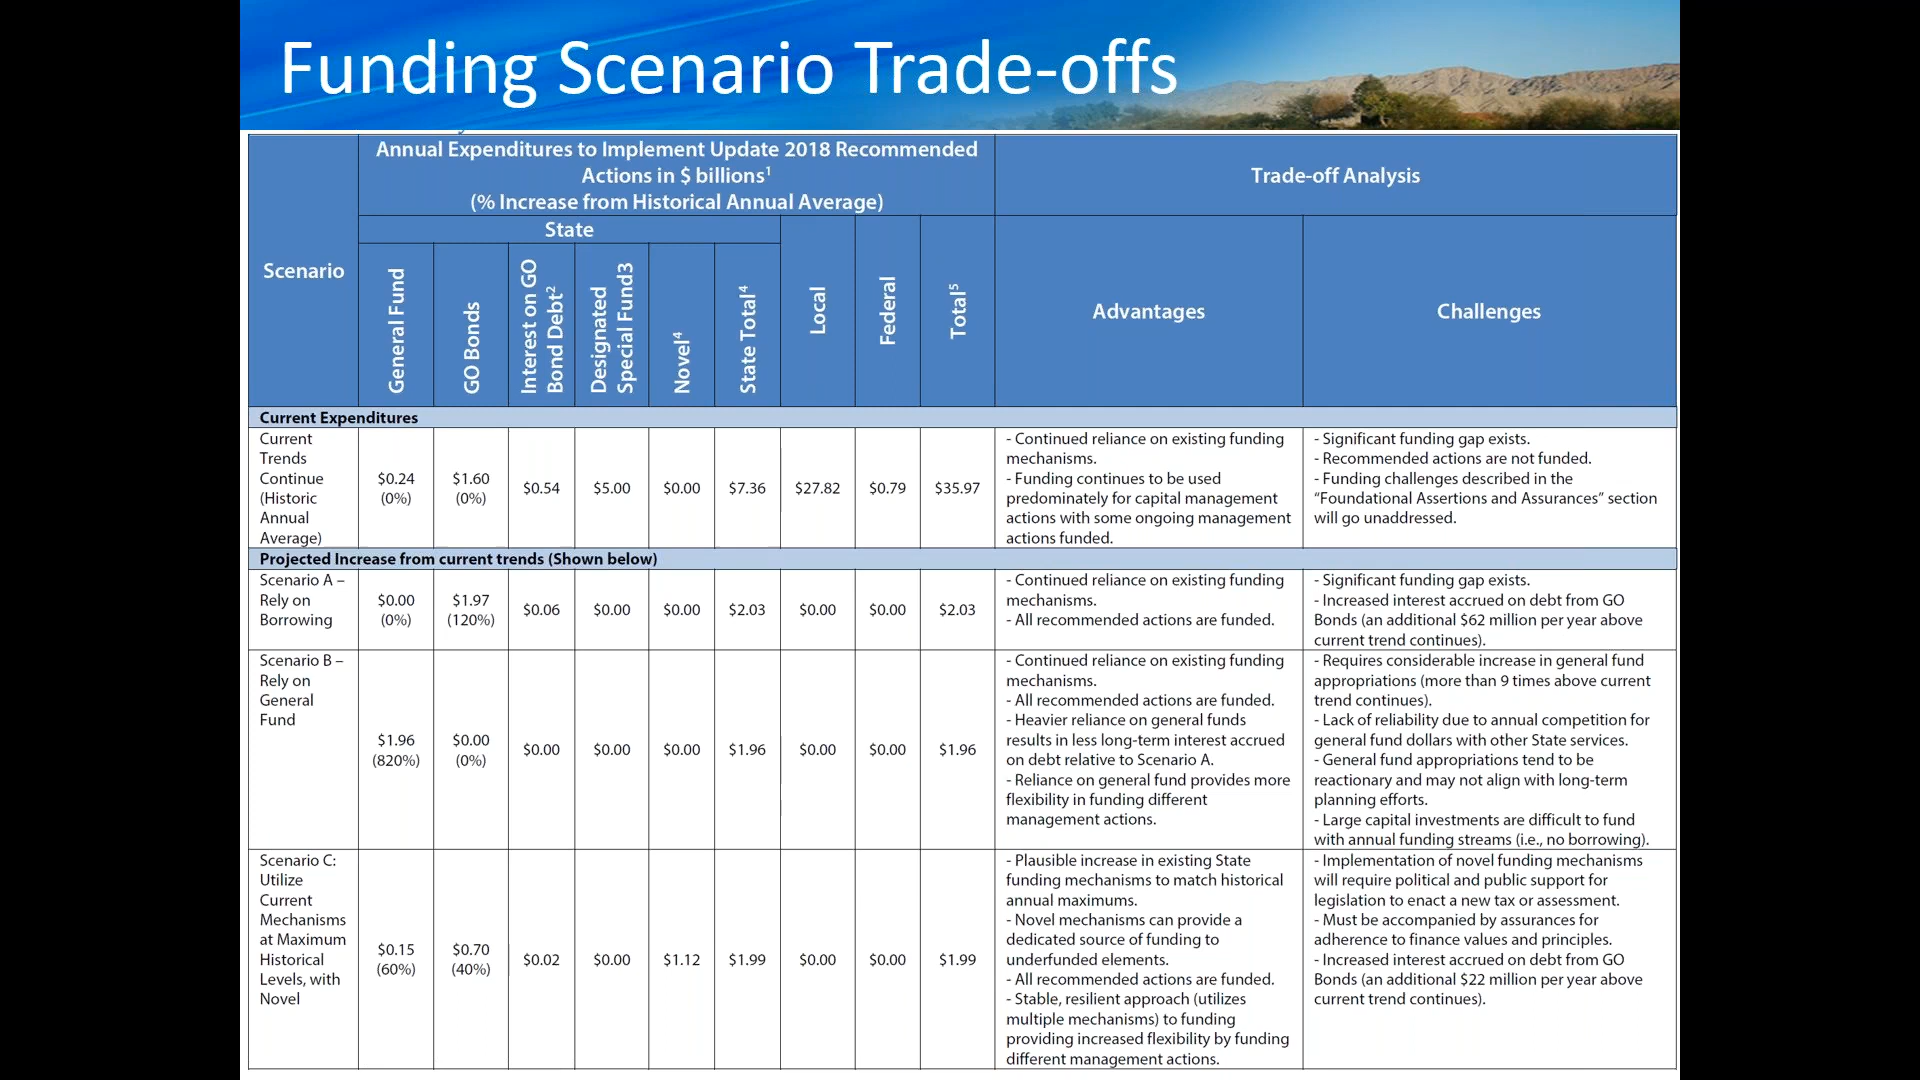 Funding Scenario Trade-offs
Scenario
Annual Expenditures to Implement Update 2018 Recommended
Actions in $ billions¹
(% Increase from Historical Annual Average)
Trade-off Analysis
State
General Fund
GO Bonds
Interest on GO
Bond Debt²
Designated
Special Fund3
Novel⁴
State Total⁴
Local
Federal
Total⁵
Advantages
Challenges
Current Expenditures
Current
Trends
Continue
(Historic
Annual
Average)
$0.24
(0%)
$1.60
(0%)
$0.54
$5.00
$0.00
$7.36
$27.82
$0.79
$35.97
- Continued reliance on existing funding
mechanisms.
- Funding continues to be used
predominately for capital management
actions with some ongoing management
actions funded.
- Significant funding gap exists.
- Recommended actions are not funded.
- Funding challenges described in the
“Foundational Assertions and Assurances” section
will go unaddressed.
Projected Increase from current trends (Shown below)
Scenario A –
Rely on
Borrowing
$0.00
(0%)
$1.97
(120%)
$0.06
$0.00
$0.00
$2.03
$0.00
$0.00
$2.03
- Continued reliance on existing funding
mechanisms.
- All recommended actions are funded.
- Significant funding gap exists.
- Increased interest accrued on debt from GO
Bonds (an additional $62 million per year above
current trend continues).
Scenario B –
Rely on
General
Fund
$1.96
(820%)
$0.00
(0%)
$0.00
$0.00
$0.00
$1.96
$0.00
$0.00
$1.96
- Continued reliance on existing funding
mechanisms.
- All recommended actions are funded.
- Heavier reliance on general funds
results in less long-term interest accrued
on debt relative to Scenario A.
- Reliance on general fund provides more
flexibility in funding different
management actions.
- Requires considerable increase in general fund
appropriations (more than 9 times above current
trend continues).
- Lack of reliability due to annual competition for
general fund dollars with other State services.
- General fund appropriations tend to be
reactionary and may not align with long-term
planning efforts.
- Large capital investments are difficult to fund
with annual funding streams (i.e., no borrowing).
Scenario C:
Utilize
Current
Mechanisms
at Maximum
Historical
Levels, with
Novel
$0.15
(60%)
$0.70
(40%)
$0.02
$0.00
$1.12
$1.99
$0.00
$0.00
$1.99
- Plausible increase in existing State
funding mechanisms to match historical
annual maximums.
- Novel mechanisms can provide a
dedicated source of funding to
underfunded elements.
- All recommended actions are funded.
- Stable, resilient approach (utilizes
multiple mechanisms) to funding
providing increased flexibility by funding
different management actions.
- Implementation of novel funding mechanisms
will require political and public support for
legislation to enact a new tax or assessment.
- Must be accompanied by assurances for
adherence to finance values and principles.
- Increased interest accrued on debt from GO
Bonds (an additional $22 million per year above
current trend continues).